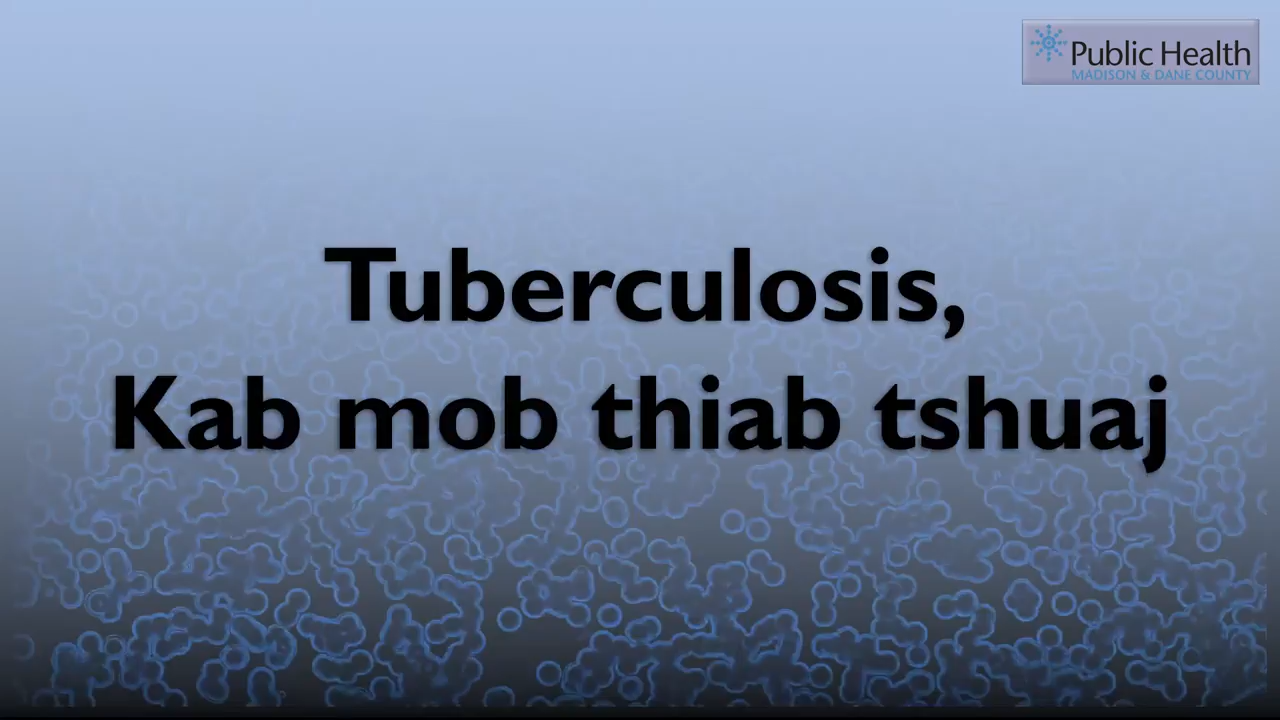 Public Health
MADISON & DANE COUNTY
Tuberculosis,
Kab mob thiab tshuaj